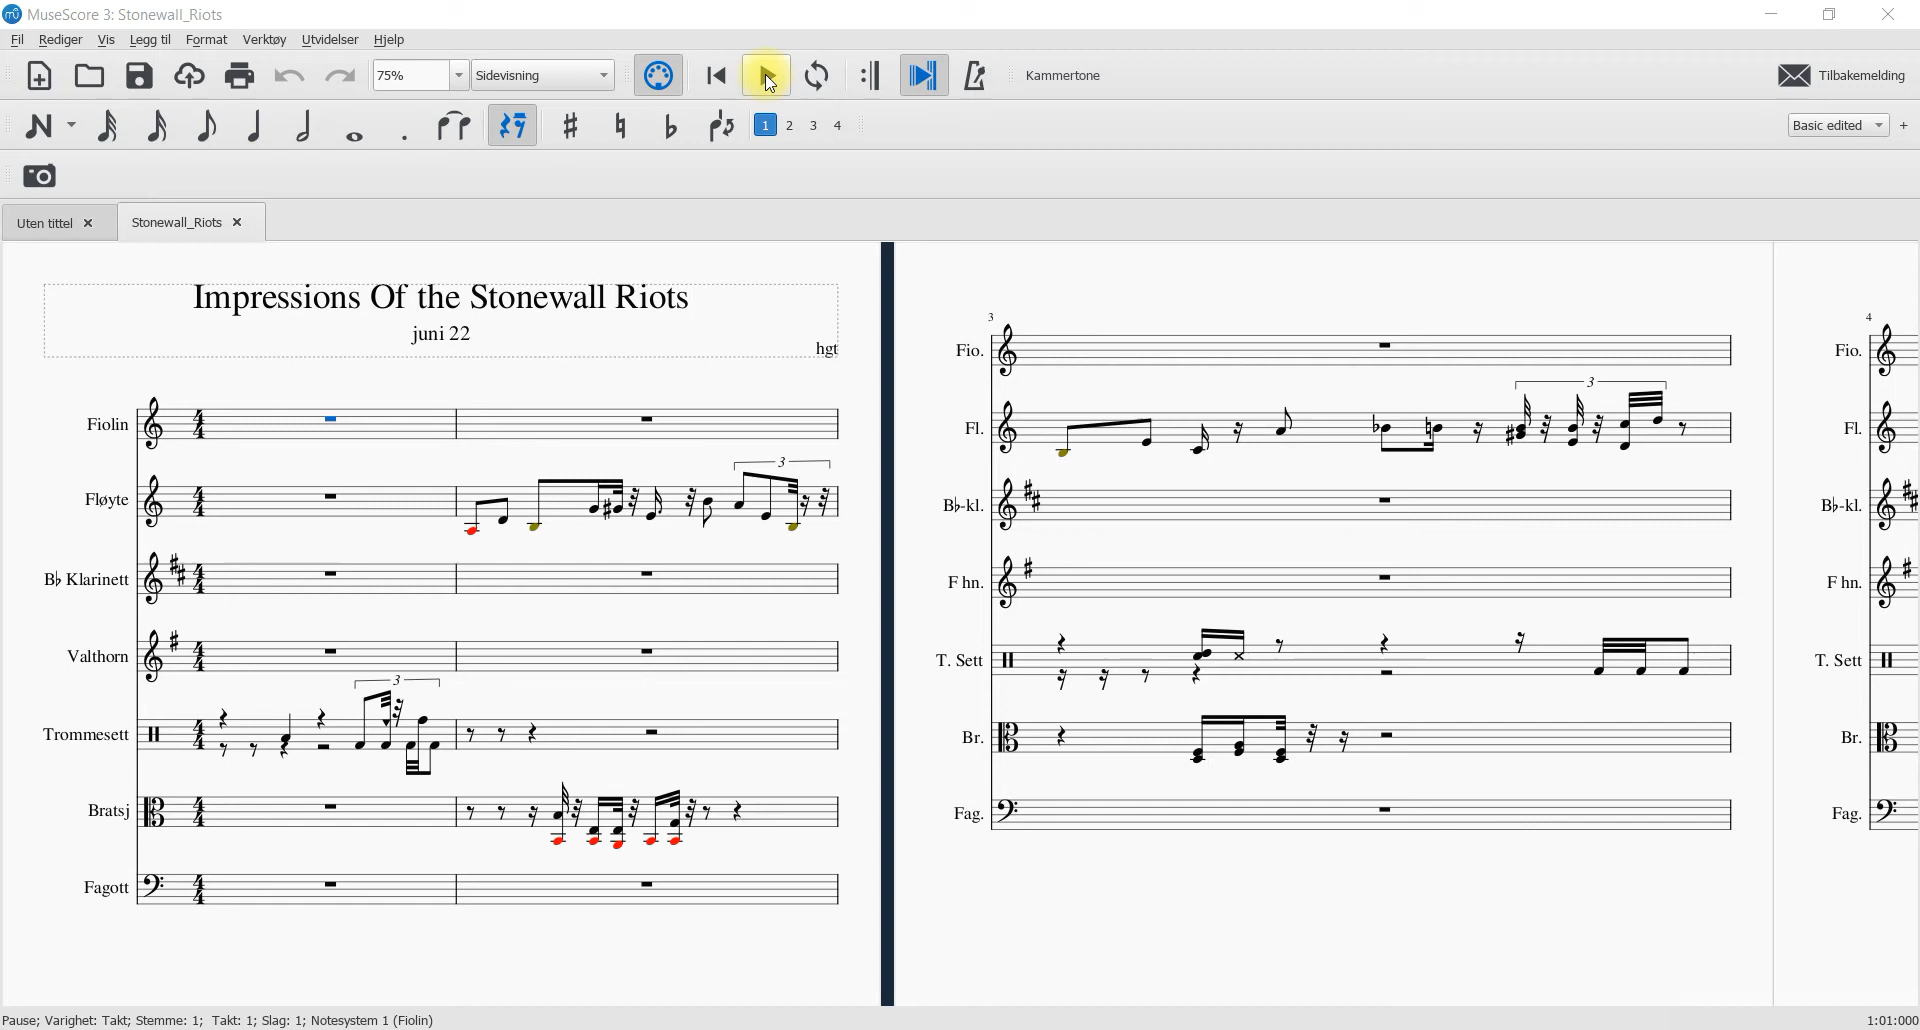 MuseScore 3: Stonewall_Riots
Fil Rediger Vis Legg til Format Verktøy Utvidelser Hjelp
75% Sidevisning Kammertone Tilbakemelding
1 2 3 4 Basic edited +
Uten tittel Stonewall_Riots
Impressions Of the Stonewall Riots
juni 22
hgt
Fiolin
3
Fløyte
B♭ Klarinett
Valthorn
3
Trommesett
Bratsj
Fagott
3
Fio.
3
Fl.
B♭-kl.
F hn.
T. Sett
Br.
Fag.
4
Fio.
Fl.
B♭-kl.
F hn.
T. Sett
Br.
Fag.
Pause; Varighet: Takt; Stemme: 1; Takt: 1; Slag: 1; Notesystem 1 (Fiolin) 1:01:000